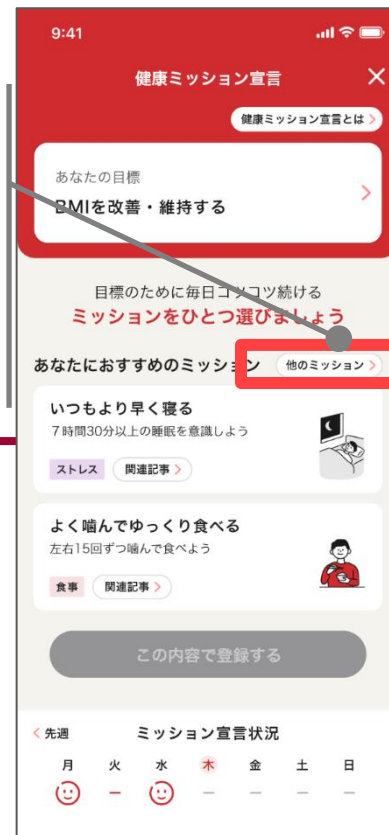 9:41
健康ミッション宣言
健康ミッション宣言とは
あなたの目標
BMIを改善・維持する
目標のために毎日コツコツ続ける
ミッションをひとつ選びましょう
あなたにおすすめのミッション
他のミッション
いつもより早く寝る
7時間30分以上の睡眠を意識しよう
ストレス
関連記事
よく噛んでゆっくり食べる
左右15回ずつ噛んで食べよう
食事
関連記事
この内容で登録する
先週
ミッション宣言状況
月 火 水 木 金 土 日